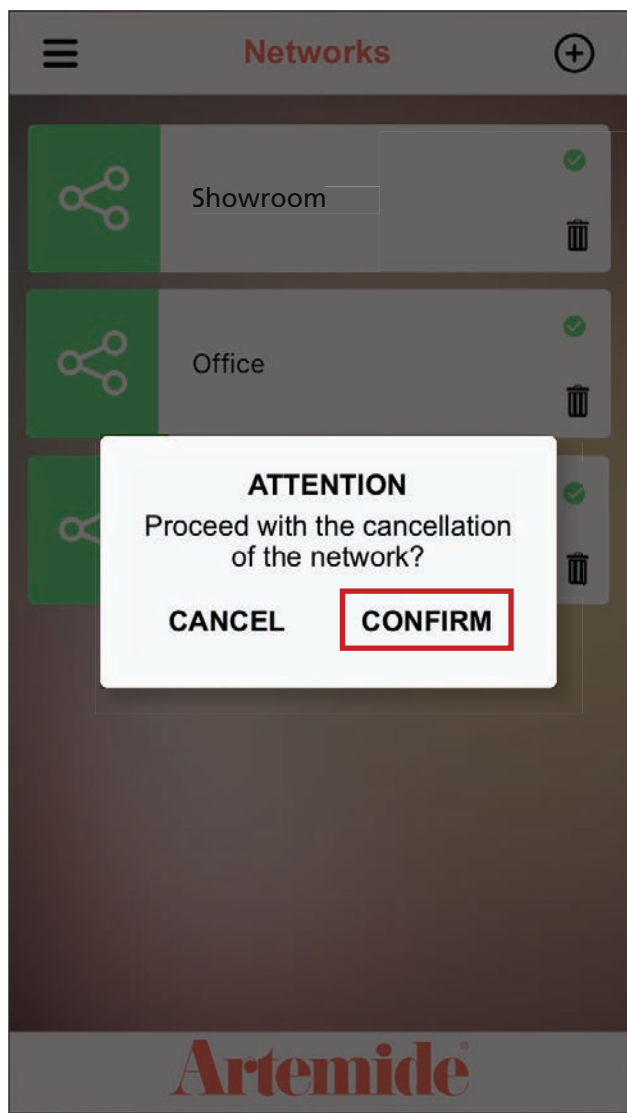 Networks
Showroom
Office
ATTENTION
Proceed with the cancellation
of the network?
CANCEL CONFIRM
Artemide®